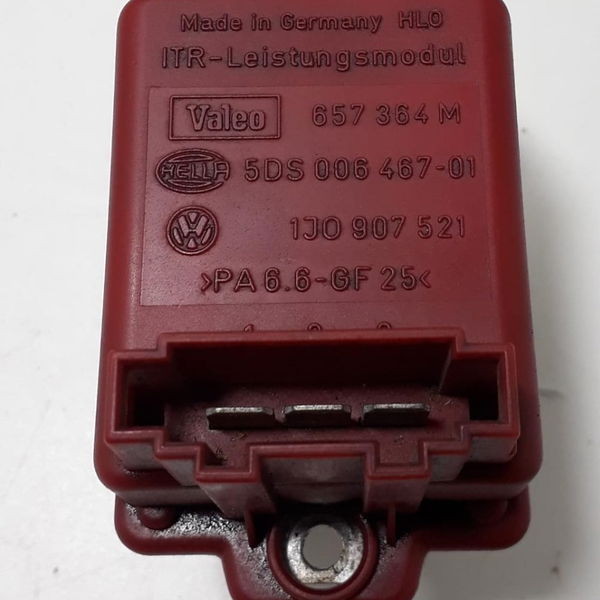 Made in Germany HLO
ITR-Leistungsmodul
Valeo 657 364 M
HELLA 5DS 006 467-01
VW 1J0 907 521
>PA 6.6-GF 25<